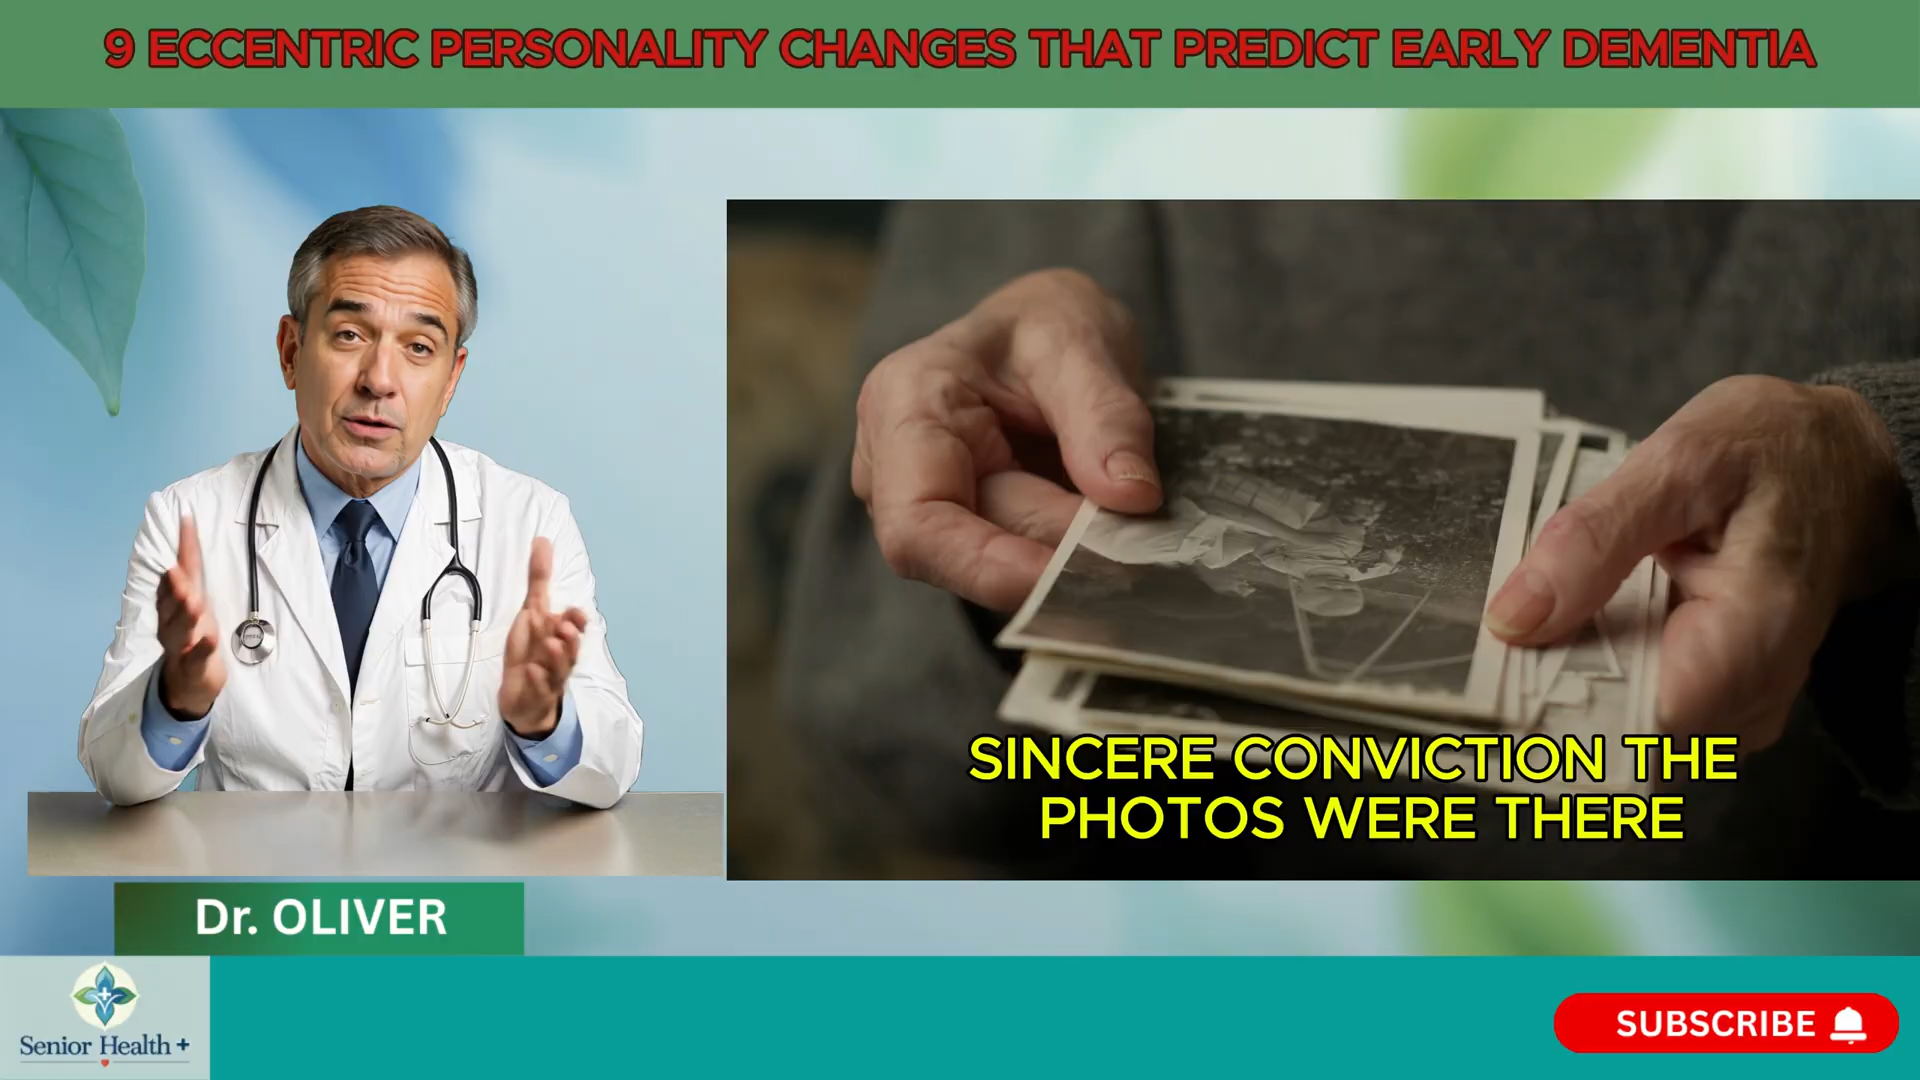 9 ECCENTRIC PERSONALITY CHANGES THAT PREDICT EARLY DEMENTIA
SINCERE CONVICTION THE
PHOTOS WERE THERE
Dr. OLIVER
Senior Health +
SUBSCRIBE